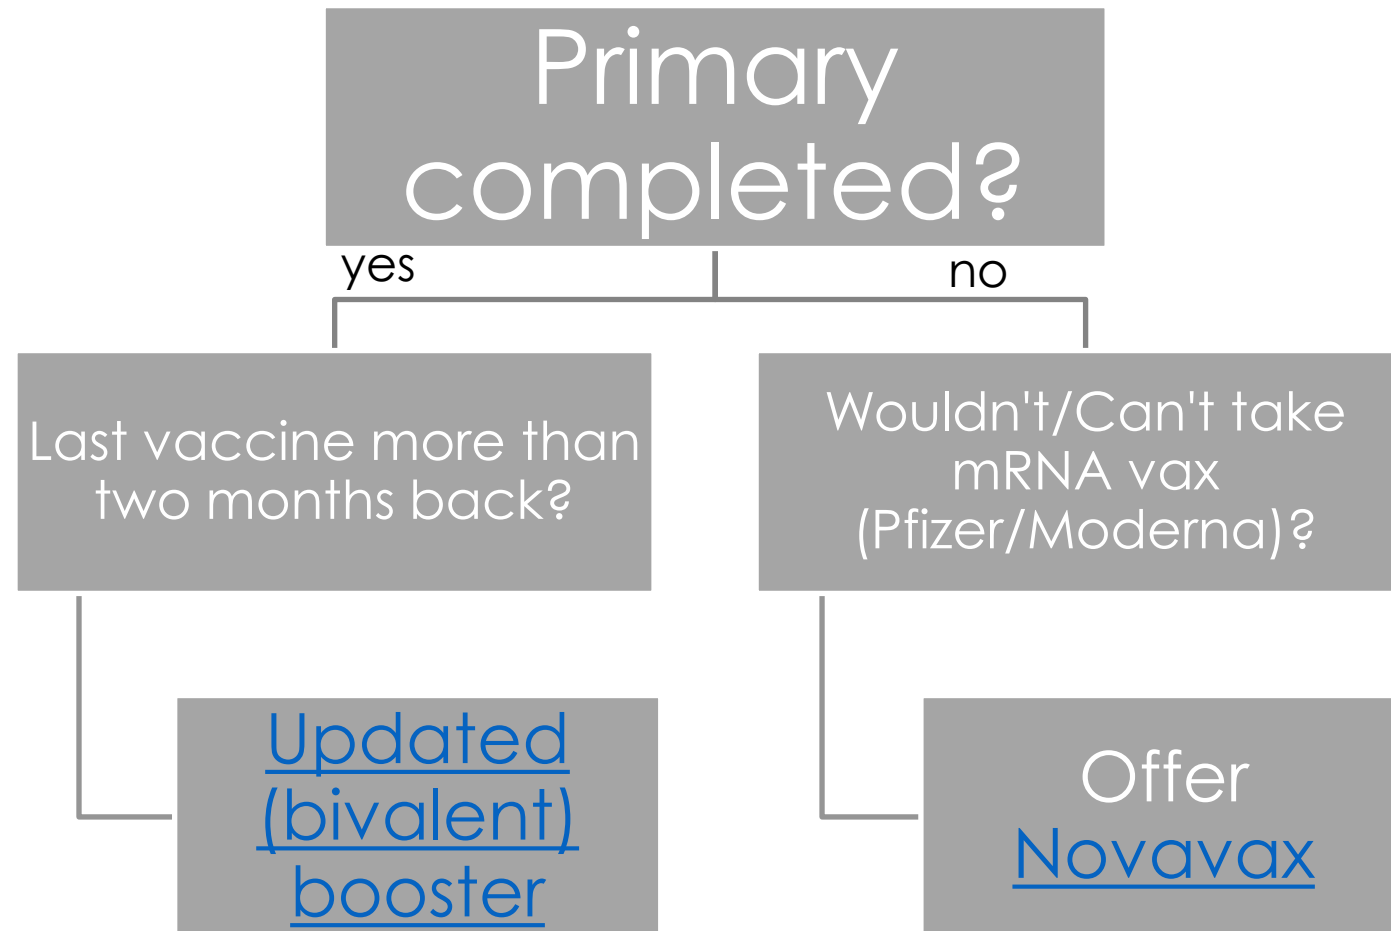 Primary
completed?
yes
no
Last vaccine more than
two months back?
Wouldn't/Can't take
mRNA vax
(Pfizer/Moderna)?
Updated
(bivalent)
booster
Offer
Novavax